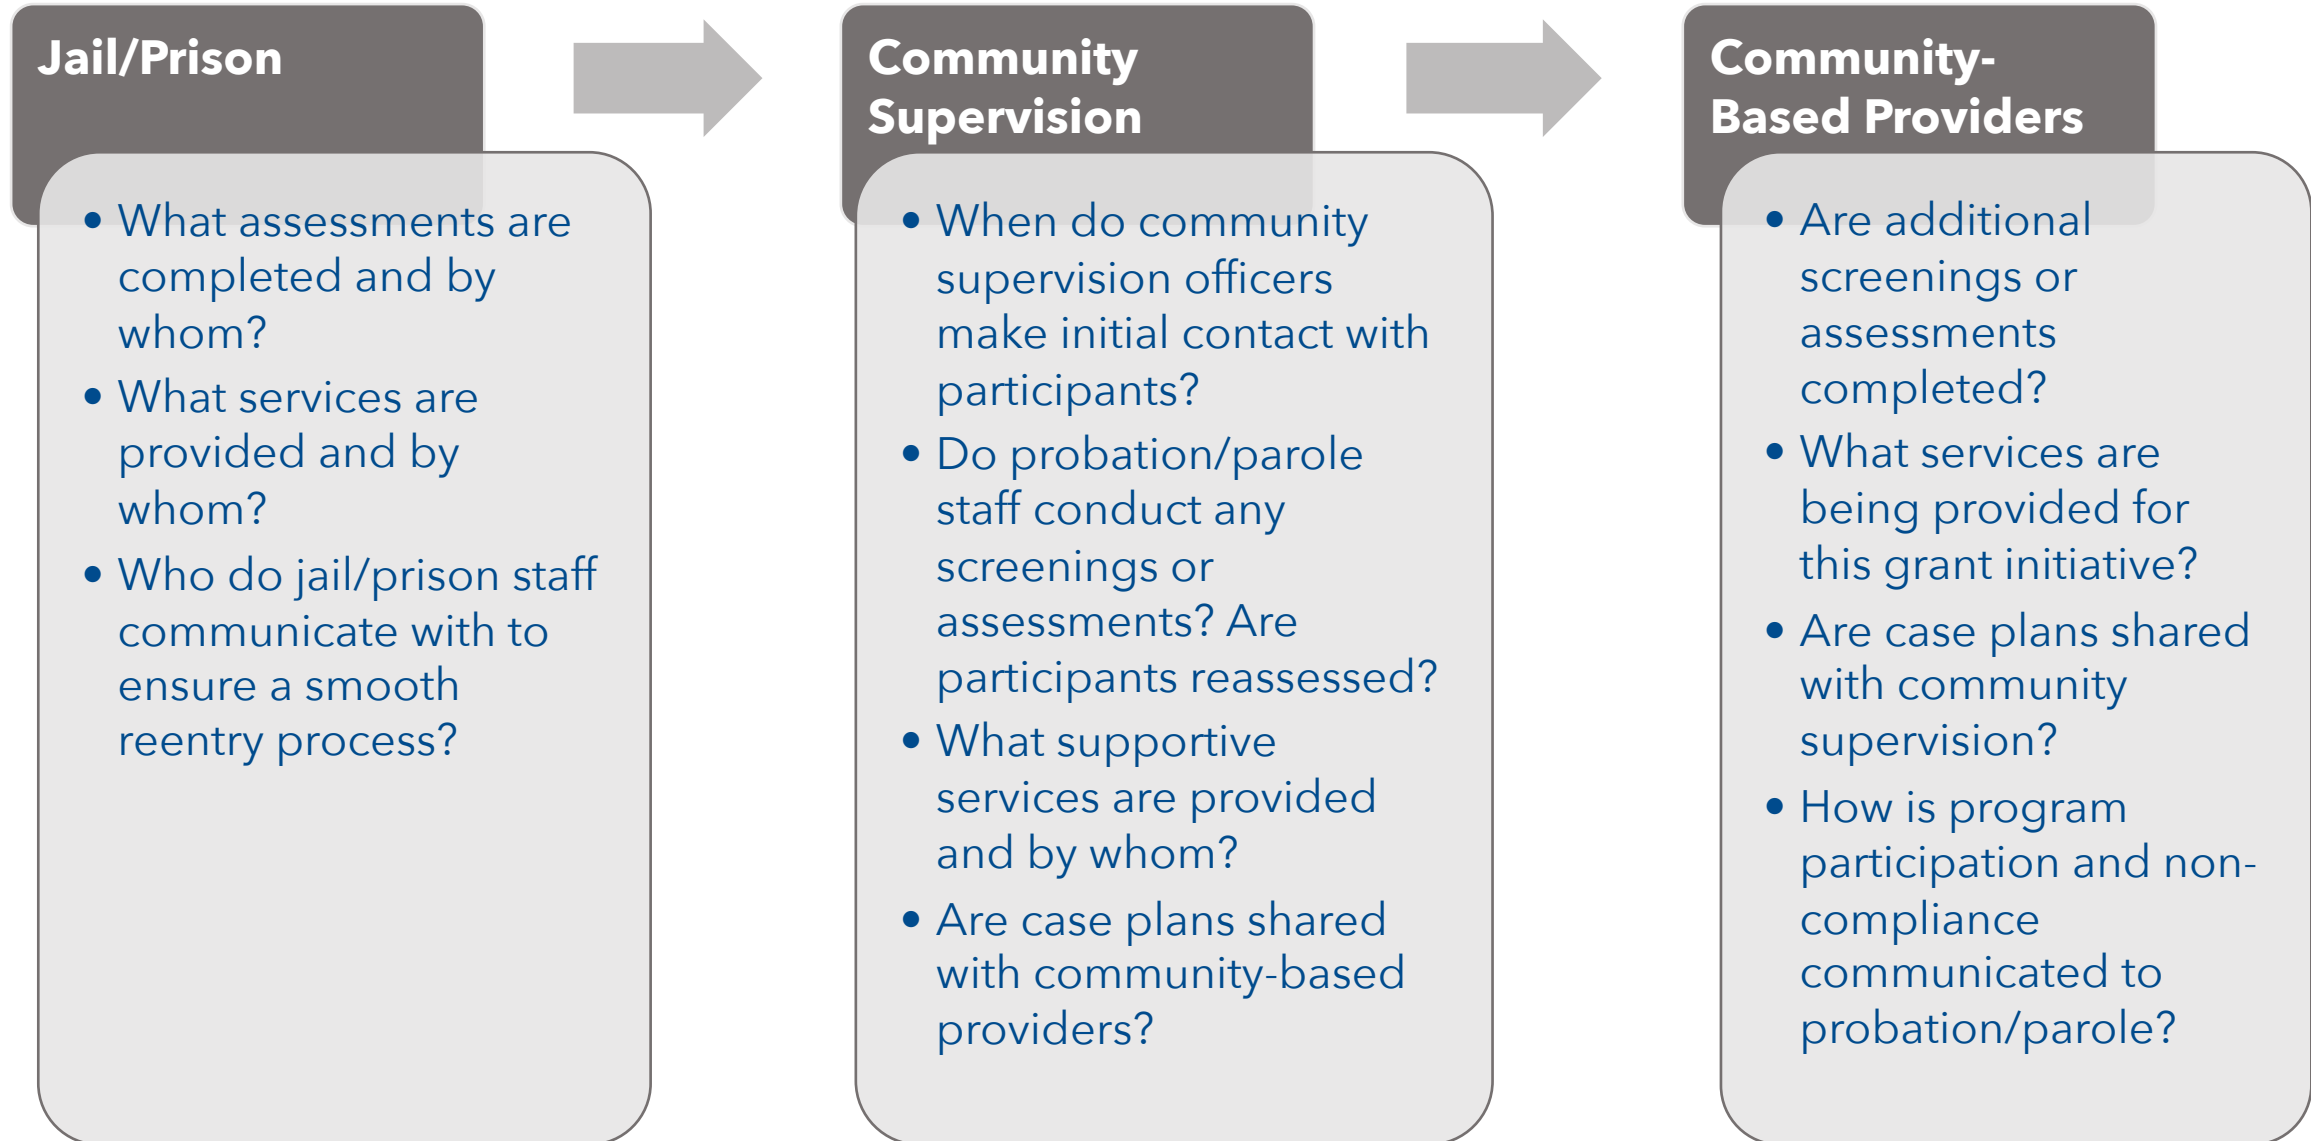 Jail/Prison
• What assessments are
completed and by
whom?
• What services are
provided and by
whom?
• Who do jail/prison staff
communicate with to
ensure a smooth
reentry process?
Community
Supervision
• When do community
supervision officers
make initial contact with
participants?
• Do probation/parole
staff conduct any
screenings or
assessments? Are
participants reassessed?
• What supportive
services are provided
and by whom?
• Are case plans shared
with community-based
providers?
Community-
Based Providers
• Are additional
screenings or
assessments
completed?
• What services are
being provided for
this grant initiative?
• Are case plans shared
with community
supervision?
• How is program
participation and non-
compliance
communicated to
probation/parole?